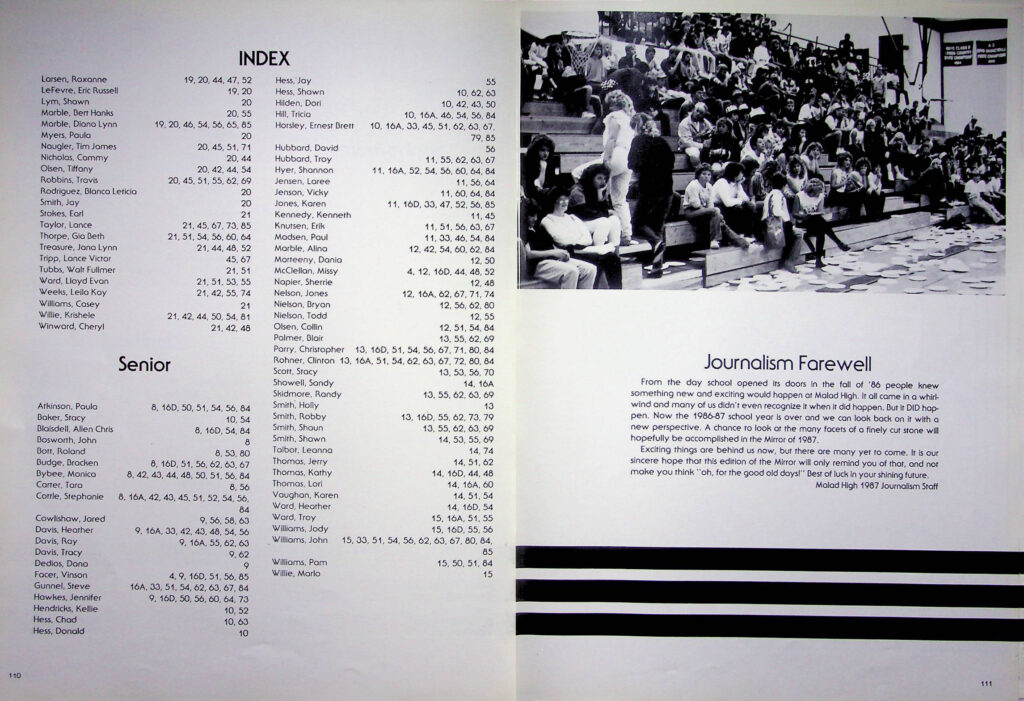 INDEX
Larsen, Roxanne 19, 20, 44, 47, 52
LeFevre, Eric Russell 19, 20
Lym, Shawn 20
Marble, Bert Hanks 20, 55
Marble, Diana Lynn 19, 20, 46, 54, 56, 65, 85
Myers, Paula 20
Naugler, Tim James 20, 45, 51, 71
Nicholas, Cammy 20, 44
Olsen, Tiffany 20, 42, 44, 54
Robbins, Travis 20, 45, 51, 55, 62, 69
Rodriguez, Blanca Leticia 20
Smith, Jay 20
Stokes, Earl 21
Taylor, Lance 21, 45, 67, 73, 85
Thorpe, Gia Beth 21, 51, 54, 56, 60, 64
Treasure, Jana Lynn 21, 44, 48, 52
Tripp, Lance Victor 45, 67
Tubbs, Walt Fullmer 21, 51
Ward, Lloyd Evan 21, 51, 53, 55
Weeks, Leila Kay 21, 42, 55, 74
Williams, Casey 21
Willie, Krishele 21, 42, 44, 50, 54, 81
Winward, Cheryl 21, 42, 48
Senior
Atkinson, Paula 8, 16D, 50, 51, 54, 56, 84
Baker, Stacy 10, 54
Blaisdell, Allen Chris 8, 16D, 54, 84
Bosworth, John 8
Bott, Roland 8, 53, 80
Budge, Bracken 8, 16D, 51, 56, 62, 63, 67
Bybee, Monica 8, 42, 43, 44, 48, 50, 51, 56, 84
Carter, Tara 8, 56
Corrle, Stephanie 8, 16A, 42, 43, 45, 51, 52, 54, 56,
84
Cowlishaw, Jared 9, 56, 58, 63
Davis, Heather 9, 16A, 33, 42, 43, 48, 54, 56
Davis, Ray 9, 16A, 55, 62, 63
Davis, Tracy 9, 62
Dedios, Dana 9
Facer, Vinson 4, 9, 16D, 51, 56, 85
Gunnel, Steve 16A, 33, 51, 54, 62, 63, 67, 84
Hawkes, Jennifer 9, 16D, 50, 56, 60, 64, 73
Hendricks, Kellie 10, 52
Hess, Chad 10, 63
Hess, Donald 10
Hess, Jay 55
Hess, Shawn 10, 62, 63
Hilden, Dori 10, 42, 43, 50
Hill, Tricia 10, 16A, 46, 54, 56, 84
Horsley, Ernest Brett 10, 16A, 33, 45, 51, 62, 63, 67,
79, 85
Hubbard, David 56
Hubbard, Troy 11, 55, 62, 63, 67
Hyer, Shannon 11, 16A, 52, 54, 56, 60, 64, 84
Jensen, Laree 11, 56, 64
Jenson, Vicky 11, 60, 64, 84
Jones, Karen 11, 16D, 33, 47, 52, 56, 85
Kennedy, Kenneth 11, 45
Knutsen, Erik 11, 51, 56, 63, 67
Madsen, Paul 11, 33, 46, 54, 84
Marble, Alina 12, 42, 54, 60, 62, 84
Marteeny, Dania 12, 50
McClellan, Missy 4, 12, 16D, 44, 48, 52
Napier, Sherrie 12, 48
Nelson, Jones 12, 16A, 62, 67, 71, 74
Nielson, Bryan 12, 56, 62, 80
Nielson, Todd 12, 55
Olsen, Collin 12, 51, 54, 84
Palmer, Blair 13, 55, 62, 69
Parry, Christopher 13, 16D, 51, 54, 56, 67, 71, 80, 84
Rohner, Clinton 13, 16A, 51, 54, 62, 63, 67, 72, 80, 84
Scott, Stacy 13, 53, 56, 70
Showell, Sandy 14, 16A
Skidmore, Randy 13, 55, 62, 63, 69
Smith, Holly 13
Smith, Robby 13, 16D, 55, 62, 73, 79
Smith, Shaun 13, 55, 62, 63, 69
Smith, Shawn 14, 53, 55, 69
Talbot, Leanna 14, 74
Thomas, Jerry 14, 51, 62
Thomas, Kathy 14, 16D, 44, 48
Thomas, Lori 14, 16A, 60
Vaughan, Karen 14, 51, 54
Ward, Heather 14, 16D, 54
Ward, Troy 15, 16A, 51, 55
Williams, Jody 15, 16D, 55, 56
Williams, John 15, 33, 51, 54, 56, 62, 63, 67, 80, 84,
85
Williams, Pam 15, 50, 51, 84
Willie, Marlo 15
110
Journalism Farewell
From the day school opened its doors in the fall of '86 people knew
something new and exciting would happen at Malad High. It all came in a whirl-
wind and many of us didn't even recognize it when it did happen. But it DID hap-
pen. Now the 1986-87 school year is over and we can look back on it with a
new perspective. A chance to look at the many facets of a finely cut stone will
hopefully be accomplished in the Mirror of 1987.
Exciting things are behind us now, but there are many yet to come. It is our
sincere hope that this edition of the Mirror will only remind you of that, and not
make you think "oh, for the good old days!" Best of luck in your shining future.
Malad High 1987 Journalism Staff
111